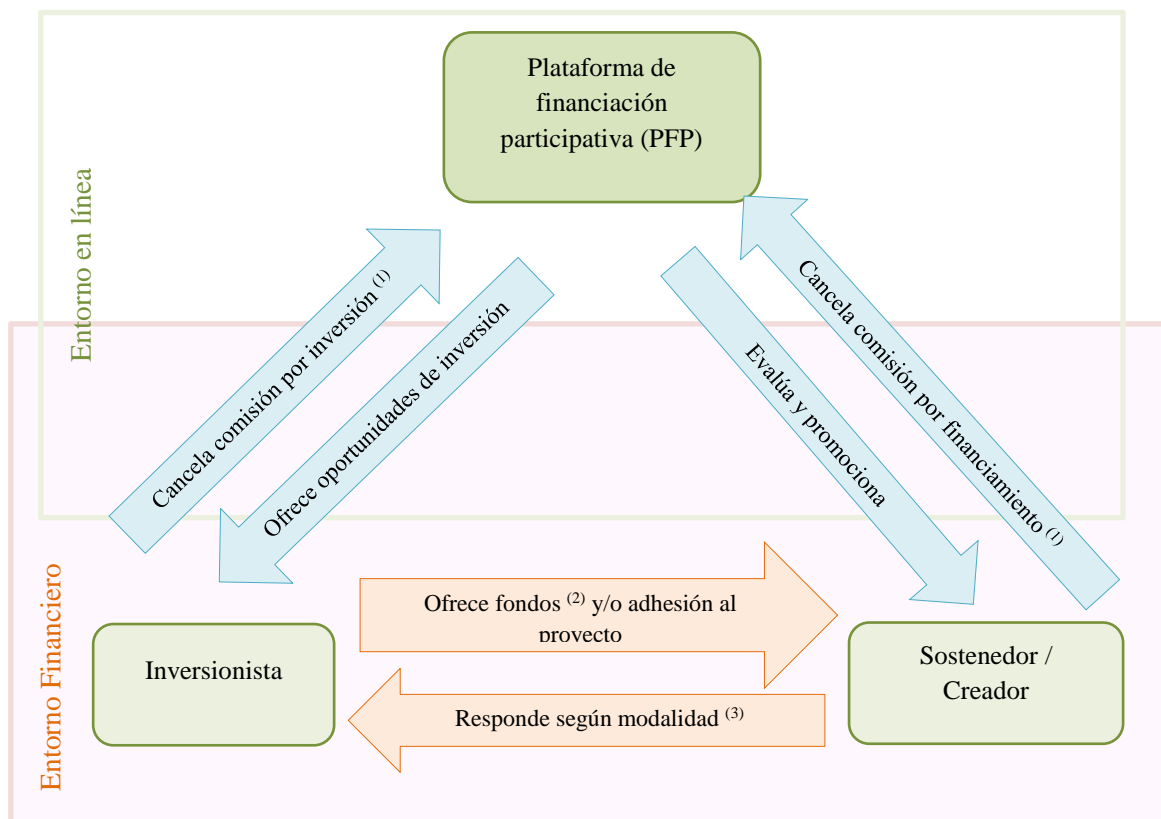 Plataforma de
financiación
participativa (PFP)
Entorno en línea
Cancela comisión por inversión (1)
Ofrece oportunidades de inversión
Evalúa y promociona
Cancela comisión por financiamiento (1)
Entorno Financiero
Ofrece fondos (2) y/o adhesión al
proyecto
Inversionista
Sostenedor /
Creador
Responde según modalidad (3)